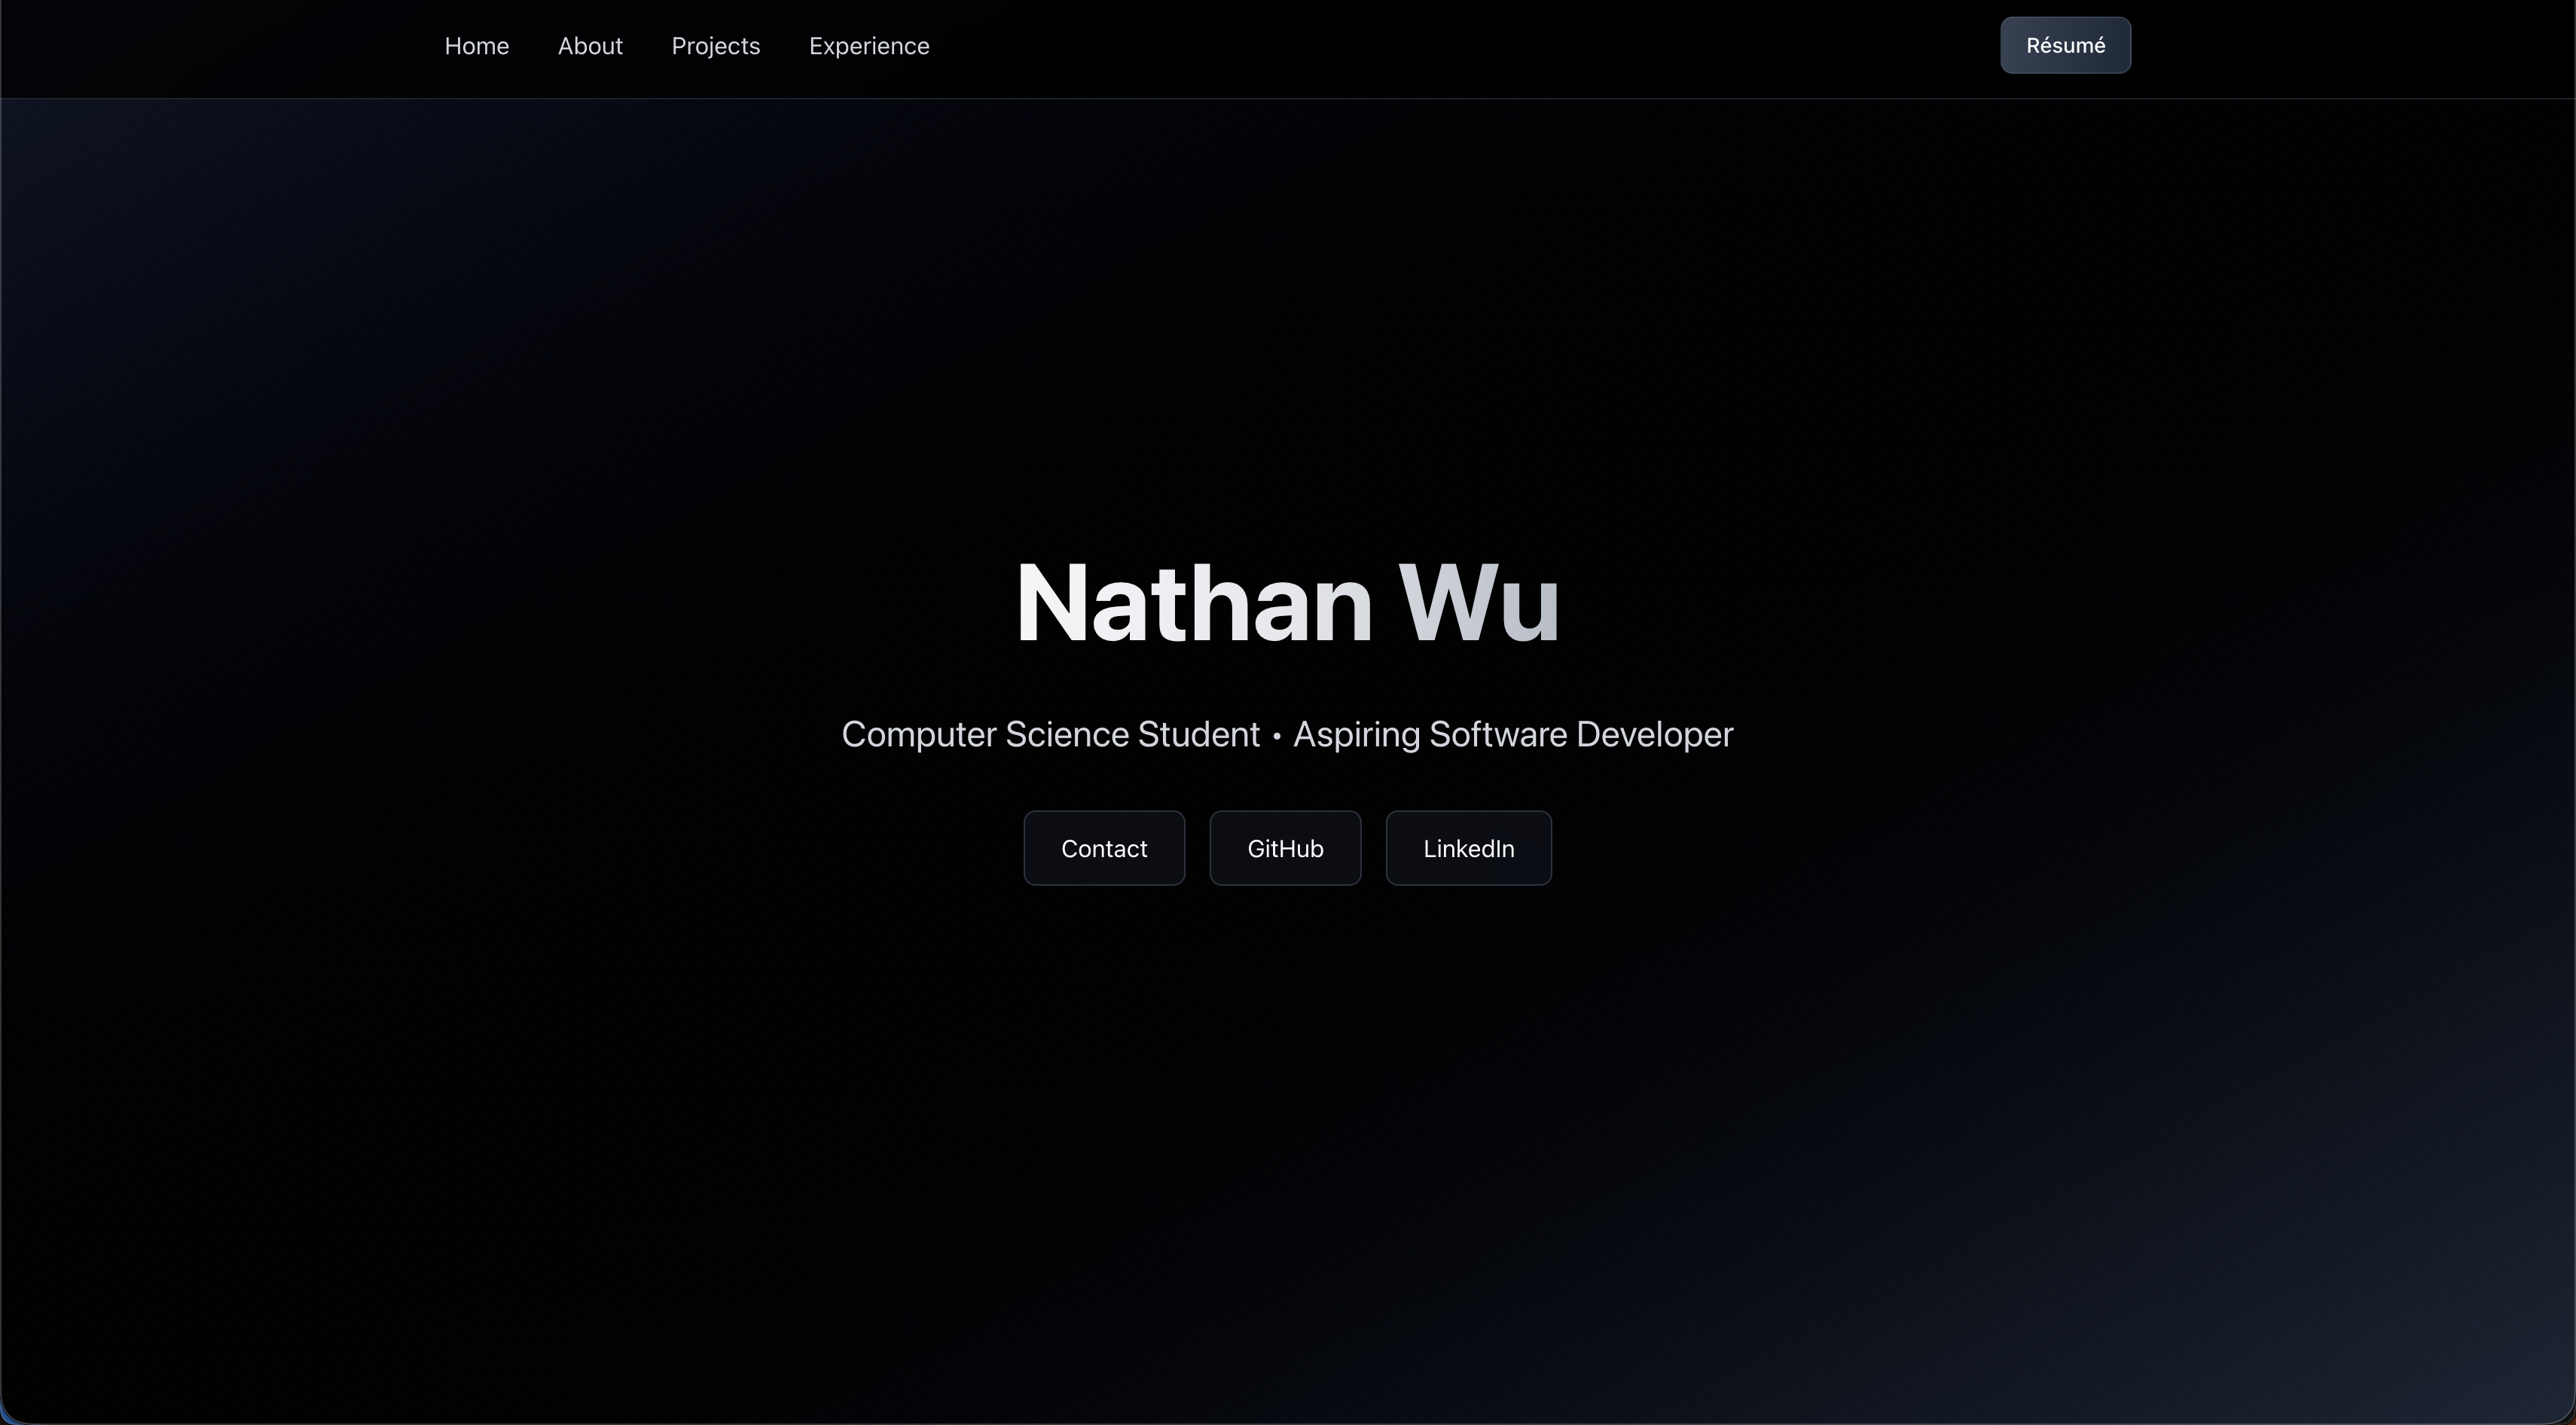 Home About Projects Experience Résumé
Nathan Wu
Computer Science Student • Aspiring Software Developer
Contact GitHub LinkedIn